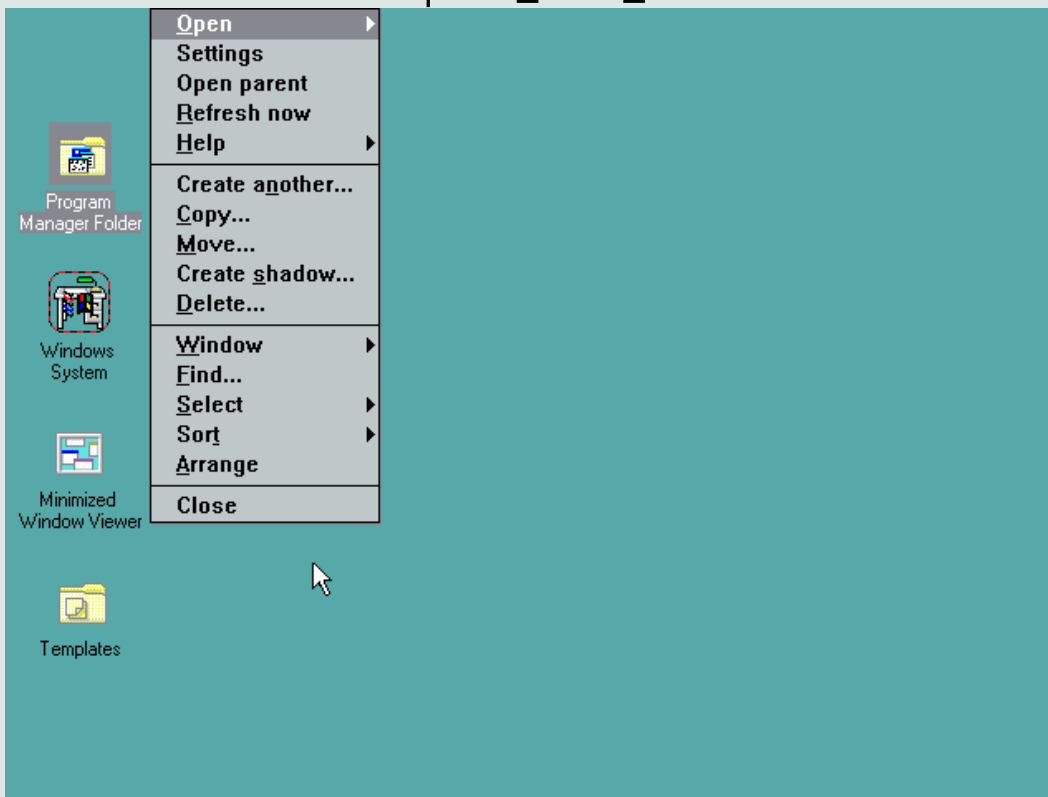 Open
Settings
Open parent
Refresh now
Help
Create another...
Copy...
Move...
Create shadow...
Delete...
Window
Find...
Select
Sort
Arrange
Close
Program
Manager Folder
Windows
System
Minimized
Window Viewer
Templates